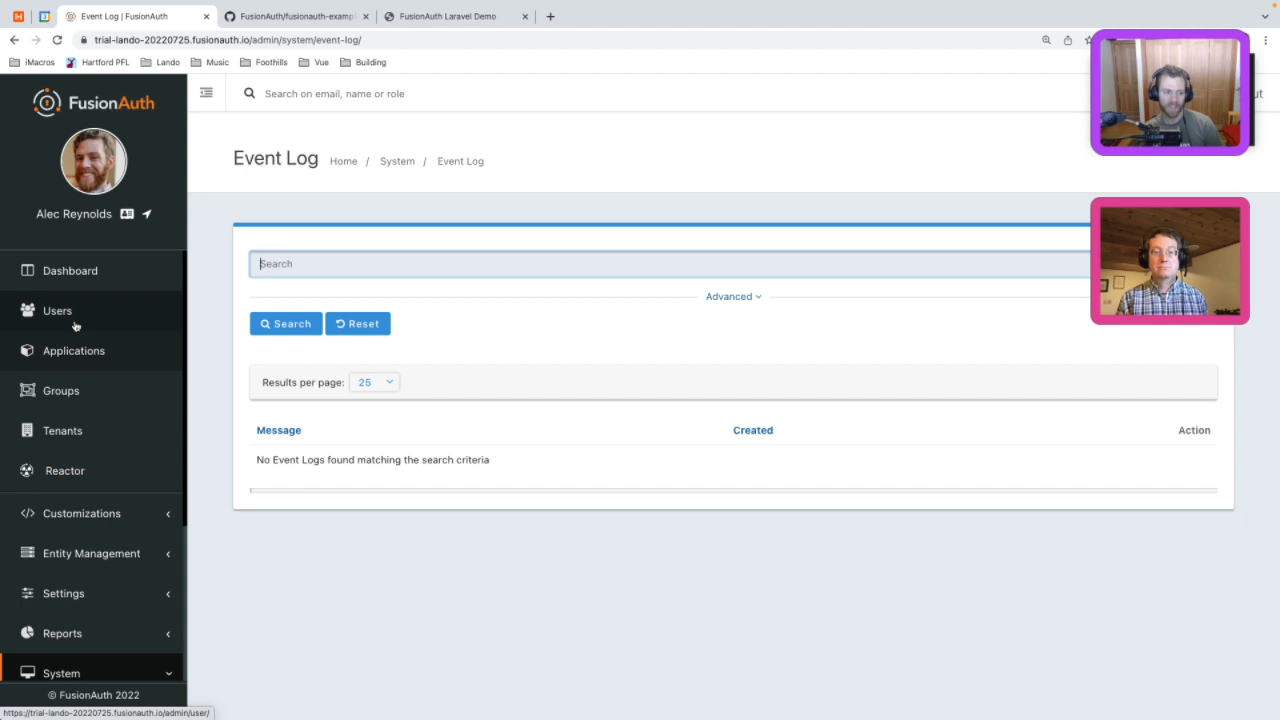 Event Log | FusionAuth
FusionAuth/fusionauth-exampl
FusionAuth Laravel Demo
trial-lando-20220725.fusionauth.io/admin/system/event-log/
iMacros
Hartford PFL
Lando
Music
Foothills
Vue
Building
FusionAuth
Search on email, name or role
Alec Reynolds
Event Log
Home / System / Event Log
Dashboard
Users
Applications
Groups
Tenants
Reactor
Customizations
Entity Management
Settings
Reports
System
© FusionAuth 2022
https://trial-lando-20220725.fusionauth.io/admin/user/
Search
Advanced
Search
Reset
Results per page: 25
Message Created Action
No Event Logs found matching the search criteria